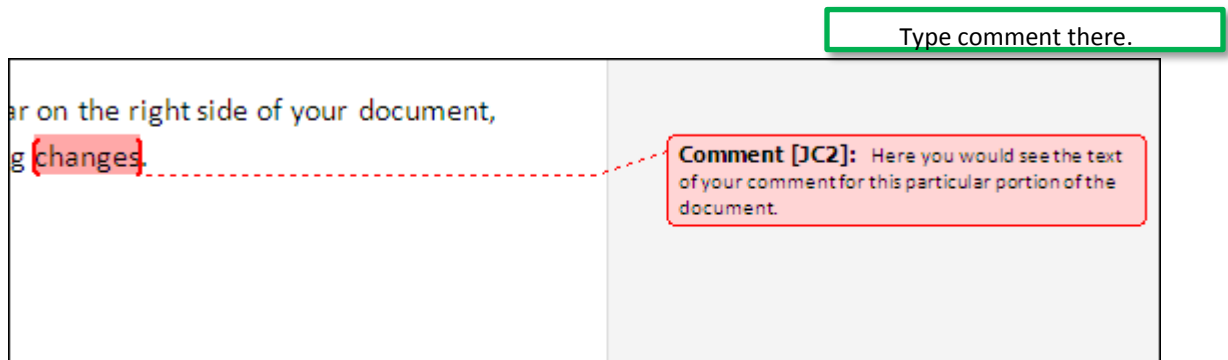 Type comment there.
ar on the right side of your document,
g changes.
Comment [JC2]: Here you would see the text
of your comment for this particular portion of the
document.